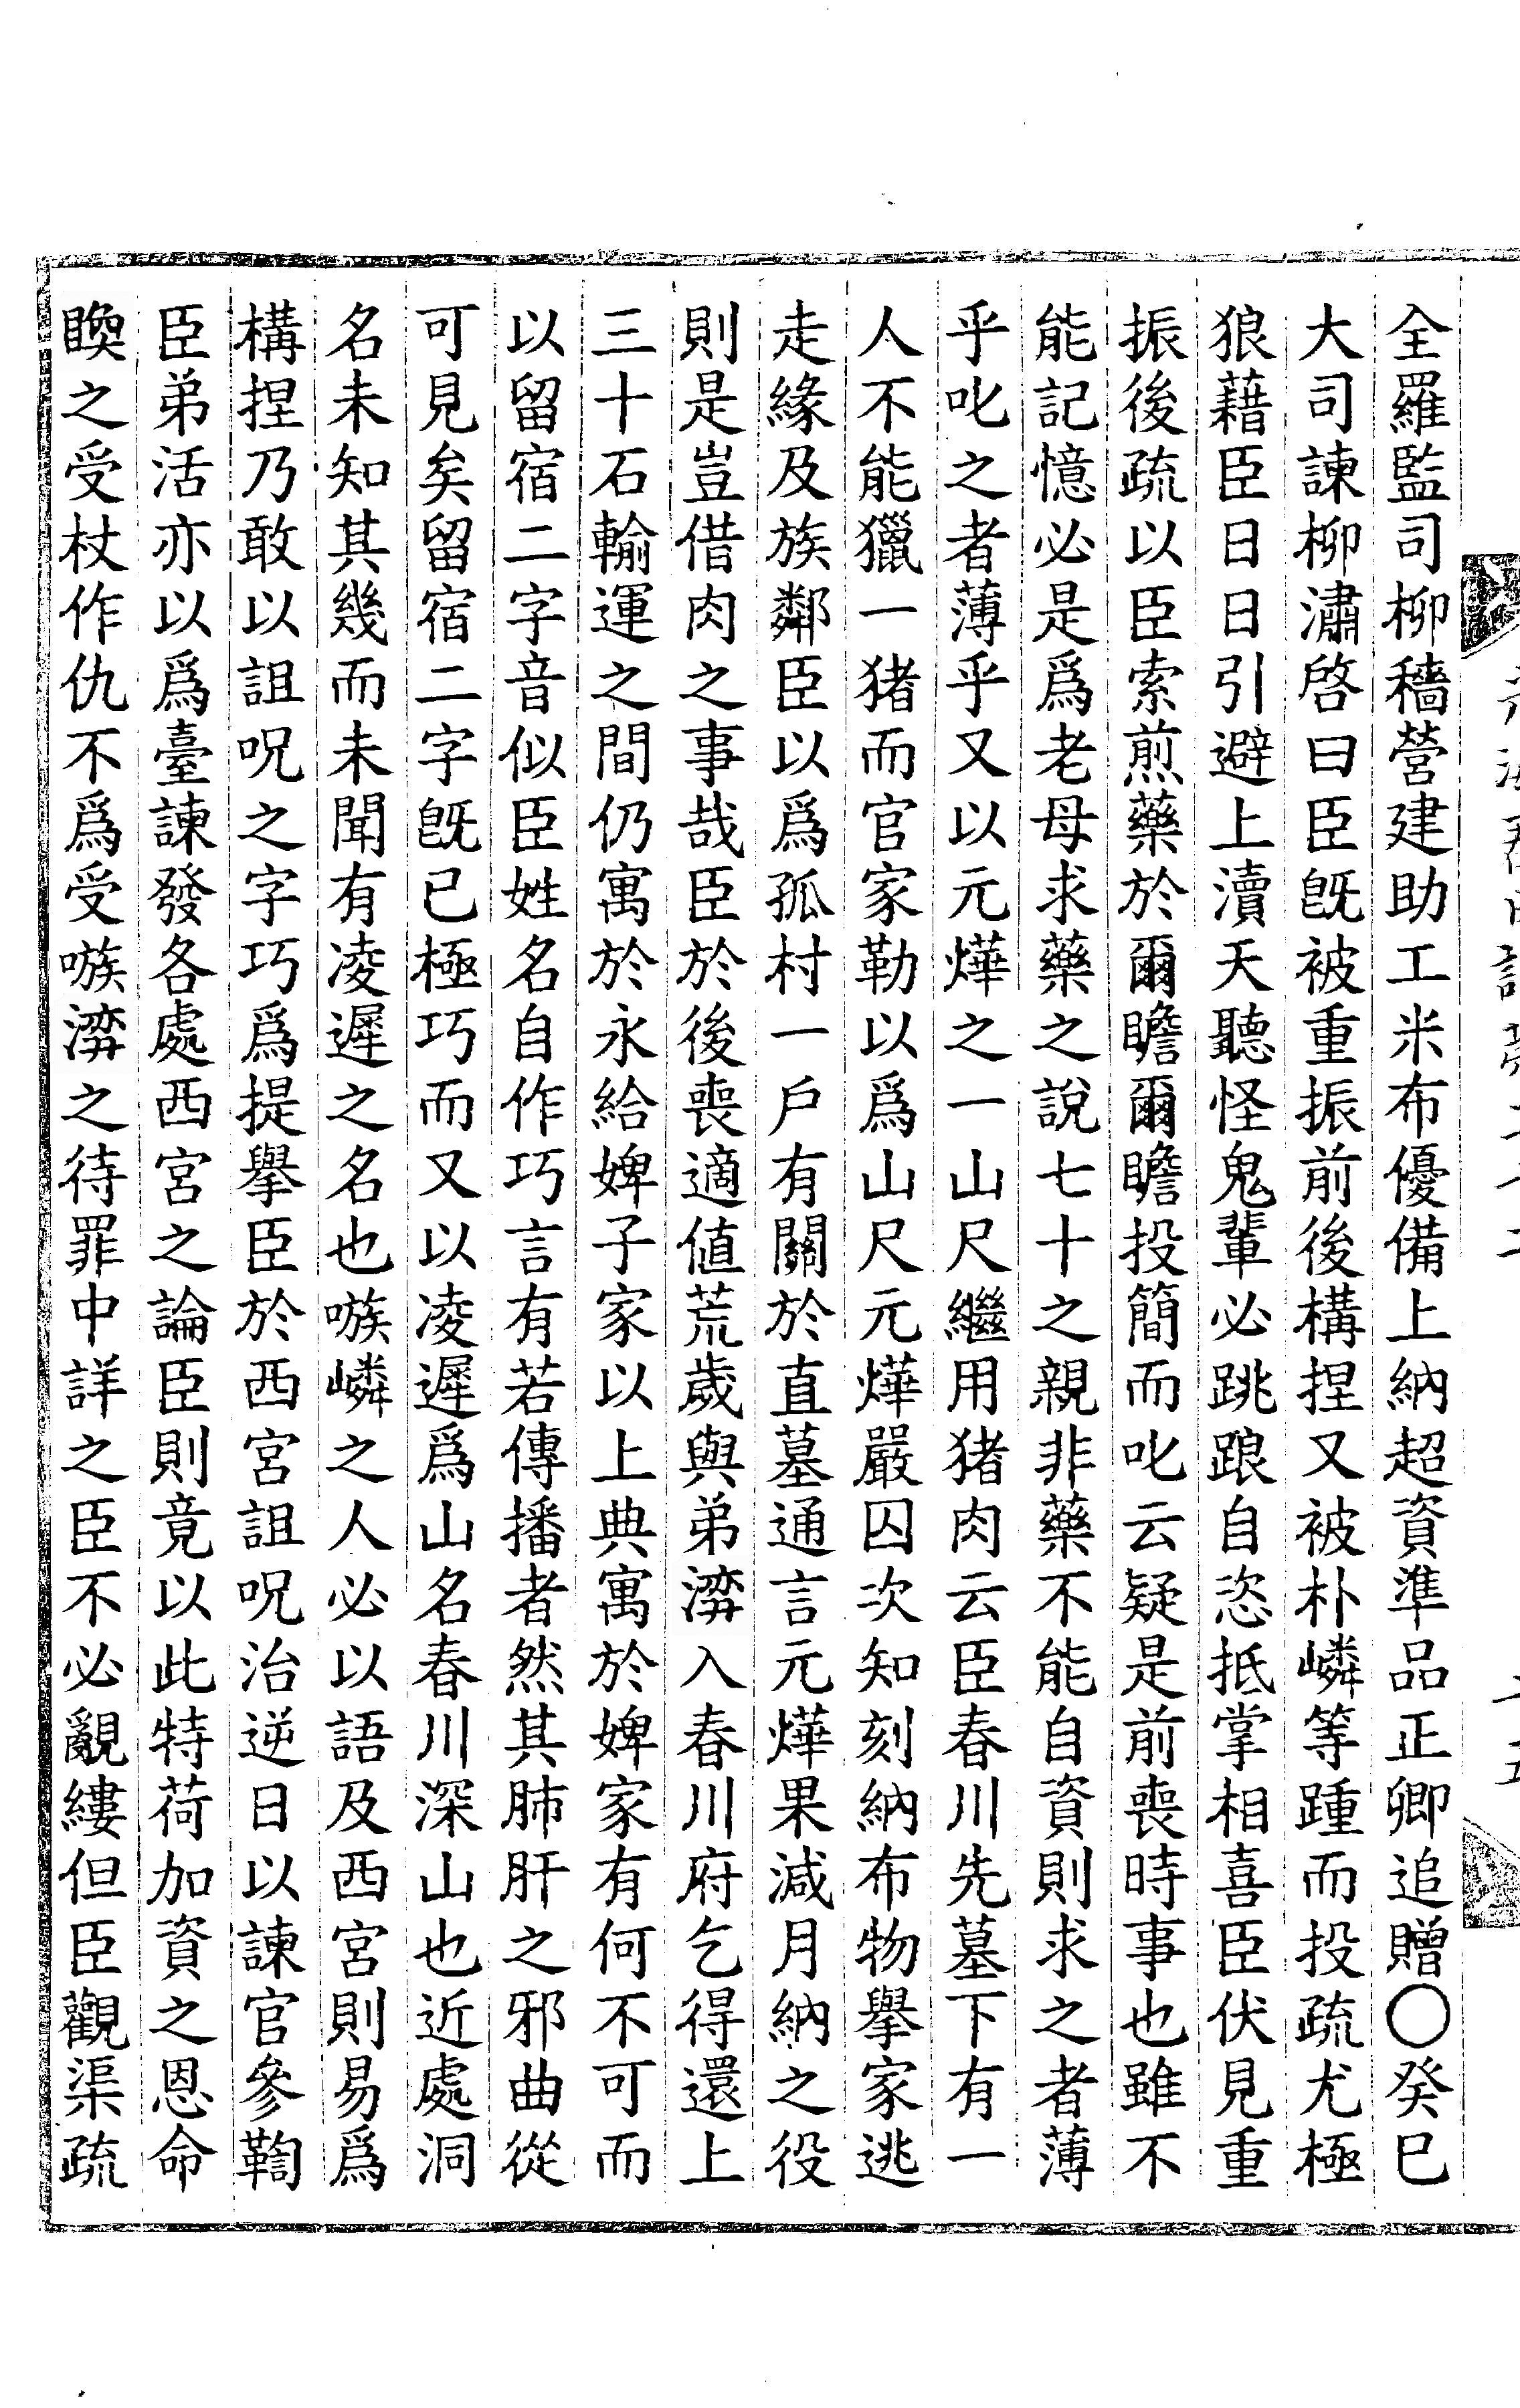 全羅監司柳穡營建助工米布優備上納超資準品正卿追贈〇癸巳
大司諫柳潚啓曰臣旣被重振前後構捏又被朴嶙等踵而投疏尤極
狼藉臣日日引避上瀆天聽怪鬼輩必跳踉自恣抵掌相喜臣伏見重
振後疏以臣索煎藥於爾瞻爾瞻投簡而叱云疑是前喪時事也雖不
能記憶必是爲老母求藥之說七十之親非藥不能自資則求之者薄
乎叱之者薄乎又以元燁之一山尺繼用猪肉云臣春川先墓下有一
人不能獵一猪而官家勒以爲山尺元燁嚴囚次知刻納布物擧家逃
走緣及族鄰臣以爲孤村一戶有關於直墓通言元燁果減月納之役
則是豈借肉之事哉臣於後喪適値荒歲與弟㵢入春川府乞得還上
三十石輸運之間仍寓於永給婢子家以上典寓於婢家有何不可而
以留宿二字音似臣姓名自作巧言有若傳播者然其肺肝之邪曲從
可見矣留宿二字旣已極巧而又以凌遲爲山名春川深山也近處洞
名未知其幾而未聞有凌遲之名也嗾嶙之人必以語及西宮則易爲
構捏乃敢以詛呪之字巧爲提擧臣於西宮詛呪治逆日以諫官參鞫
臣弟活亦以爲臺諫發各處西宮之論臣則竟以此特荷加資之恩命
㬇之受杖作仇不爲受嗾㵢之待罪中詳之臣不必覶縷但臣觀渠疏